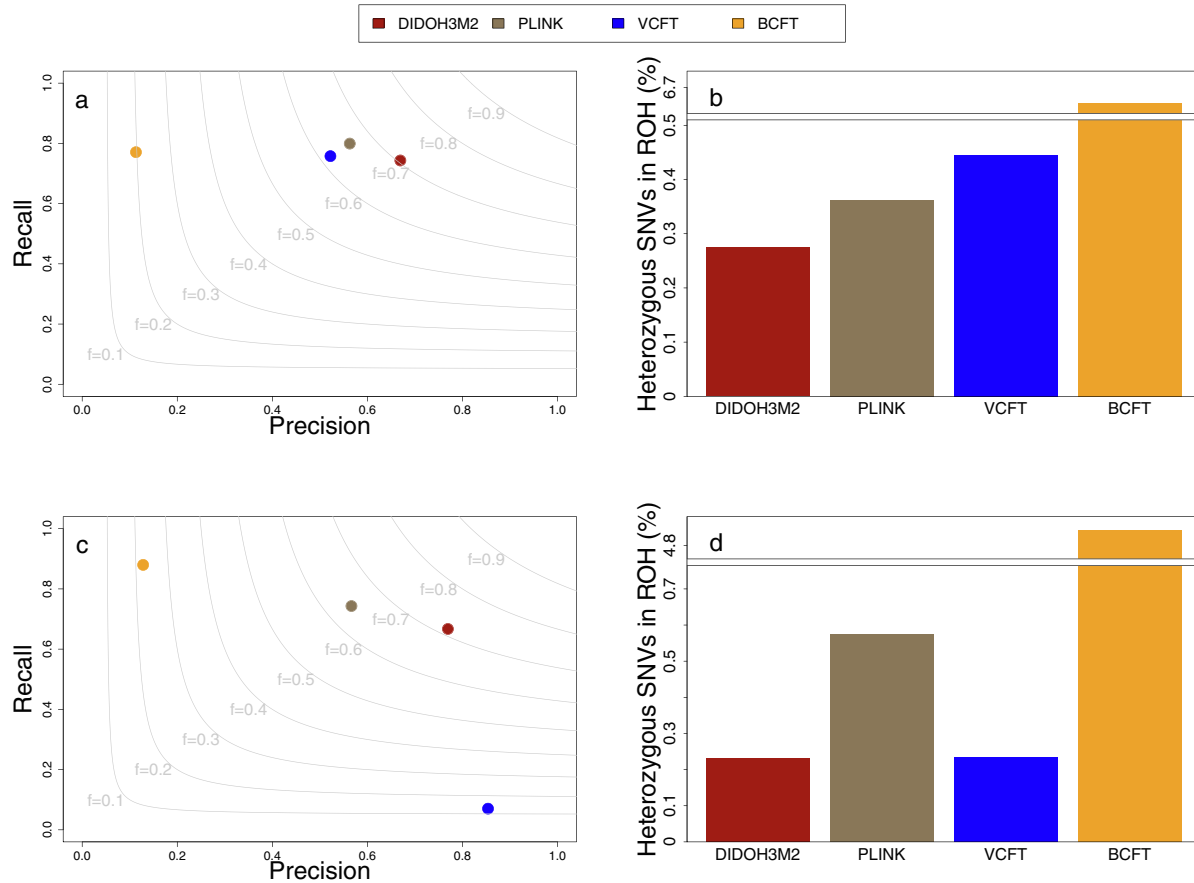 DIDOH3M2 PLINK VCFT BCFT
a
Recall
1.0
0.8
0.6
0.4
0.2
0.0
f=0.9
f=0.8
f=0.7
f=0.6
f=0.5
f=0.4
f=0.3
f=0.2
f=0.1
0.0 0.2 0.4 0.6 0.8 1.0
Precision
b
Heterozygous SNVs in ROH (%)
6.7
0.5
0.4
0.3
0.2
0.1
0
DIDOH3M2 PLINK VCFT BCFT
c
Recall
1.0
0.8
0.6
0.4
0.2
0.0
f=0.9
f=0.8
f=0.7
f=0.6
f=0.5
f=0.4
f=0.3
f=0.2
f=0.1
0.0 0.2 0.4 0.6 0.8 1.0
Precision
d
Heterozygous SNVs in ROH (%)
4.8
0.7
0.5
0.3
0.1
0
DIDOH3M2 PLINK VCFT BCFT